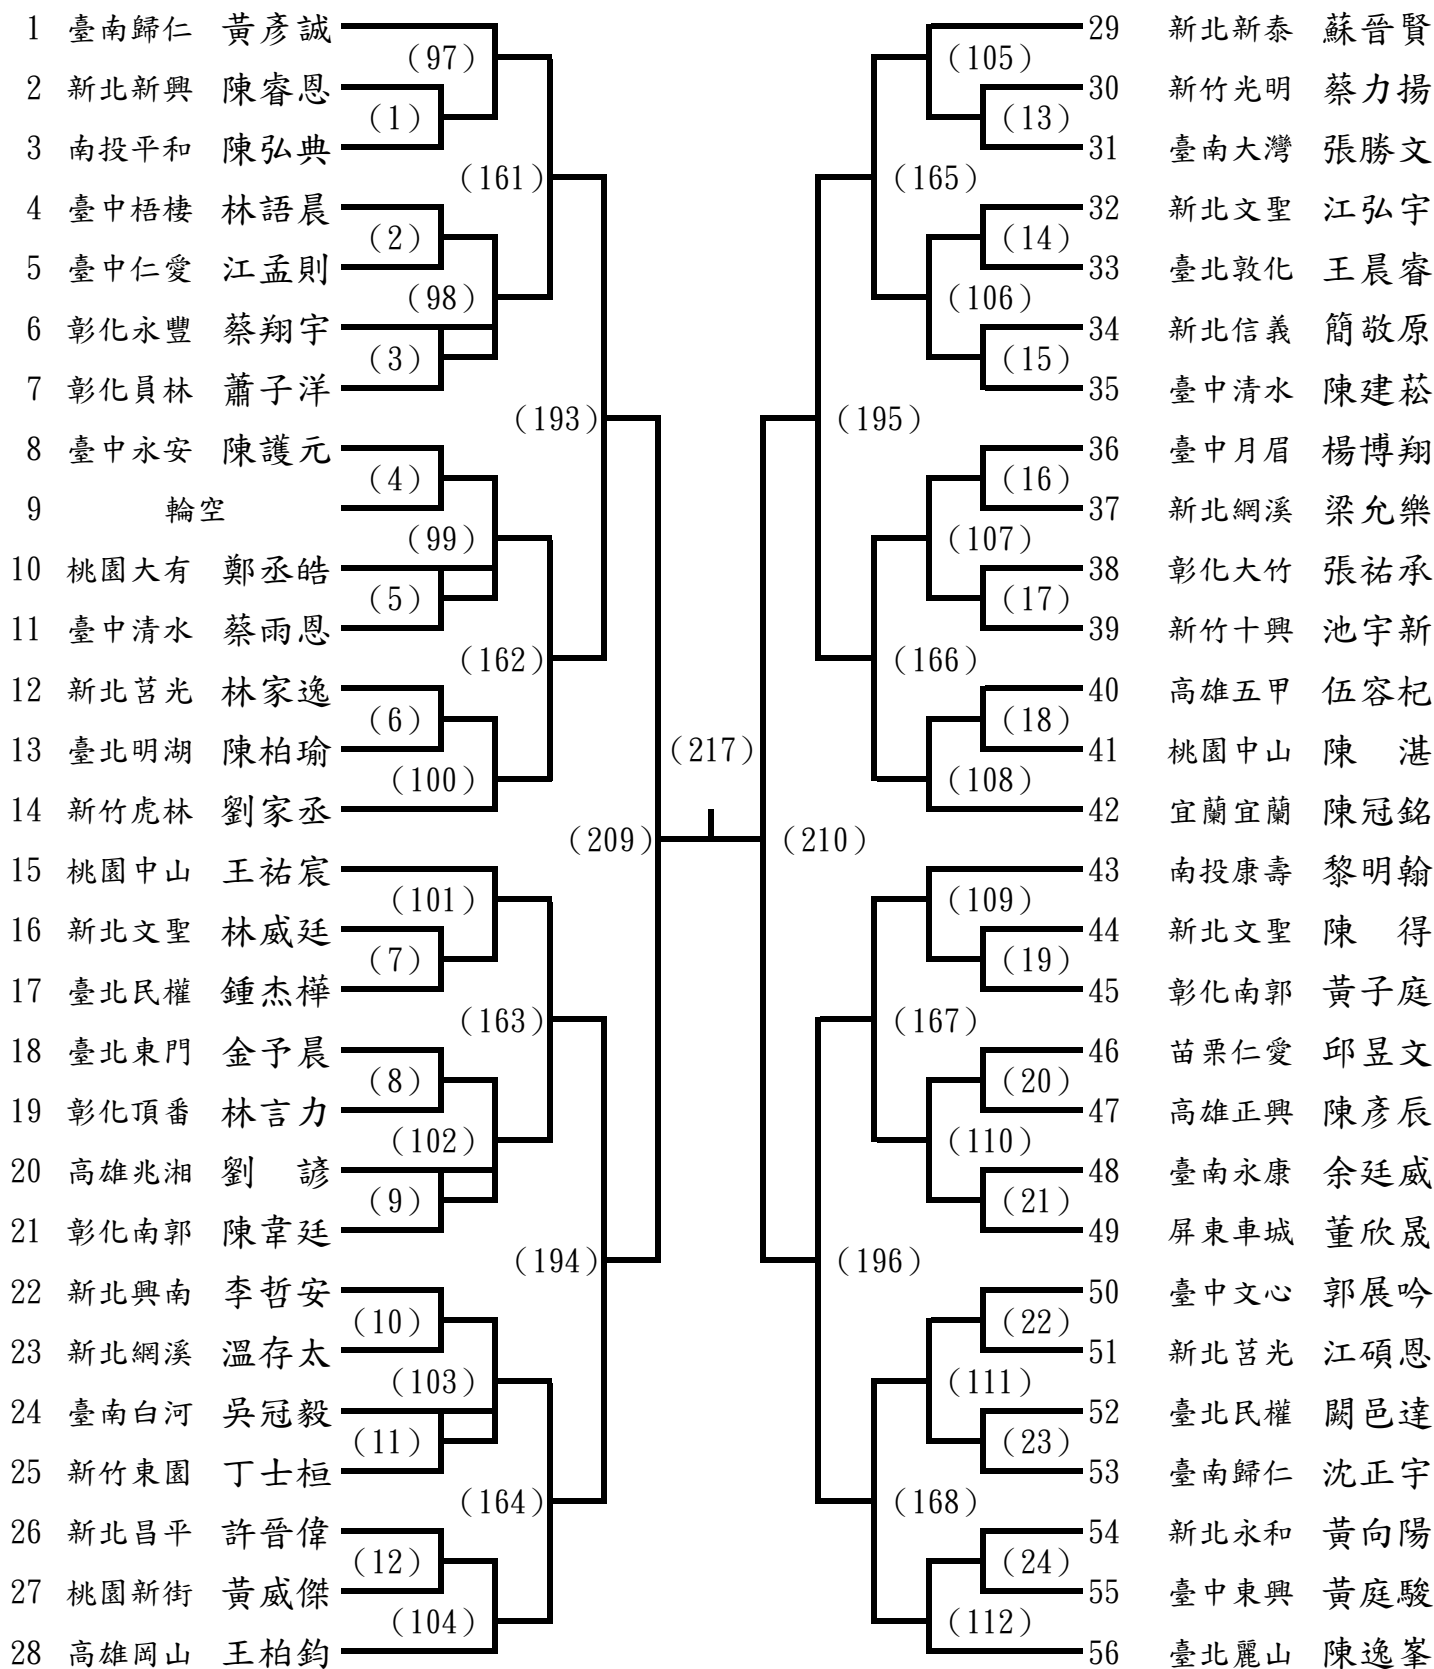 1 臺南歸仁 黃彥誠
(97)
2 新北新興 陳睿恩
(1)
3 南投平和 陳弘典
(161)
4 臺中梧棲 林語晨
(2)
5 臺中仁愛 江孟則
(98)
6 彰化永豐 蔡翔宇
(3)
7 彰化員林 蕭子洋
(193)
8 臺中永安 陳護元
(4)
9 輪空
(99)
10 桃園大有 鄭丞皓
(5)
11 臺中清水 蔡雨恩
(162)
12 新北莒光 林家逸
(6)
13 臺北明湖 陳柏瑜
(100)
14 新竹虎林 劉家丞
(209)
15 桃園中山 王祐宸
(101)
16 新北文聖 林威廷
(7)
17 臺北民權 鍾杰樺
(163)
18 臺北東門 金予晨
(8)
19 彰化頂番 林言力
(102)
20 高雄兆湘 劉 諺
(9)
21 彰化南郭 陳韋廷
(194)
22 新北興南 李哲安
(10)
23 新北網溪 溫存太
(103)
24 臺南白河 吳冠毅
(11)
25 新竹東園 丁士桓
(164)
26 新北昌平 許晉偉
(12)
27 桃園新街 黃威傑
(104)
28 高雄岡山 王柏鈞
(217)
29 新北新泰 蘇晉賢
(105)
30 新竹光明 蔡力揚
(13)
31 臺南大灣 張勝文
(165)
32 新北文聖 江弘宇
(14)
33 臺北敦化 王晨睿
(106)
34 新北信義 簡敬原
(15)
35 臺中清水 陳建菘
(195)
36 臺中月眉 楊博翔
(16)
37 新北網溪 梁允樂
(107)
38 彰化大竹 張祐承
(17)
39 新竹十興 池宇新
(166)
40 高雄五甲 伍容杞
(18)
41 桃園中山 陳 湛
(108)
42 宜蘭宜蘭 陳冠銘
(210)
43 南投康壽 黎明翰
(109)
44 新北文聖 陳 得
(19)
45 彰化南郭 黃子庭
(167)
46 苗栗仁愛 邱昱文
(20)
47 高雄正興 陳彥辰
(110)
48 臺南永康 余廷威
(21)
49 屏東車城 董欣晟
(196)
50 臺中文心 郭展吟
(22)
51 新北莒光 江碩恩
(111)
52 臺北民權 闕邑達
(23)
53 臺南歸仁 沈正宇
(168)
54 新北永和 黃向陽
(24)
55 臺中東興 黃庭駿
(112)
56 臺北麗山 陳逸峯